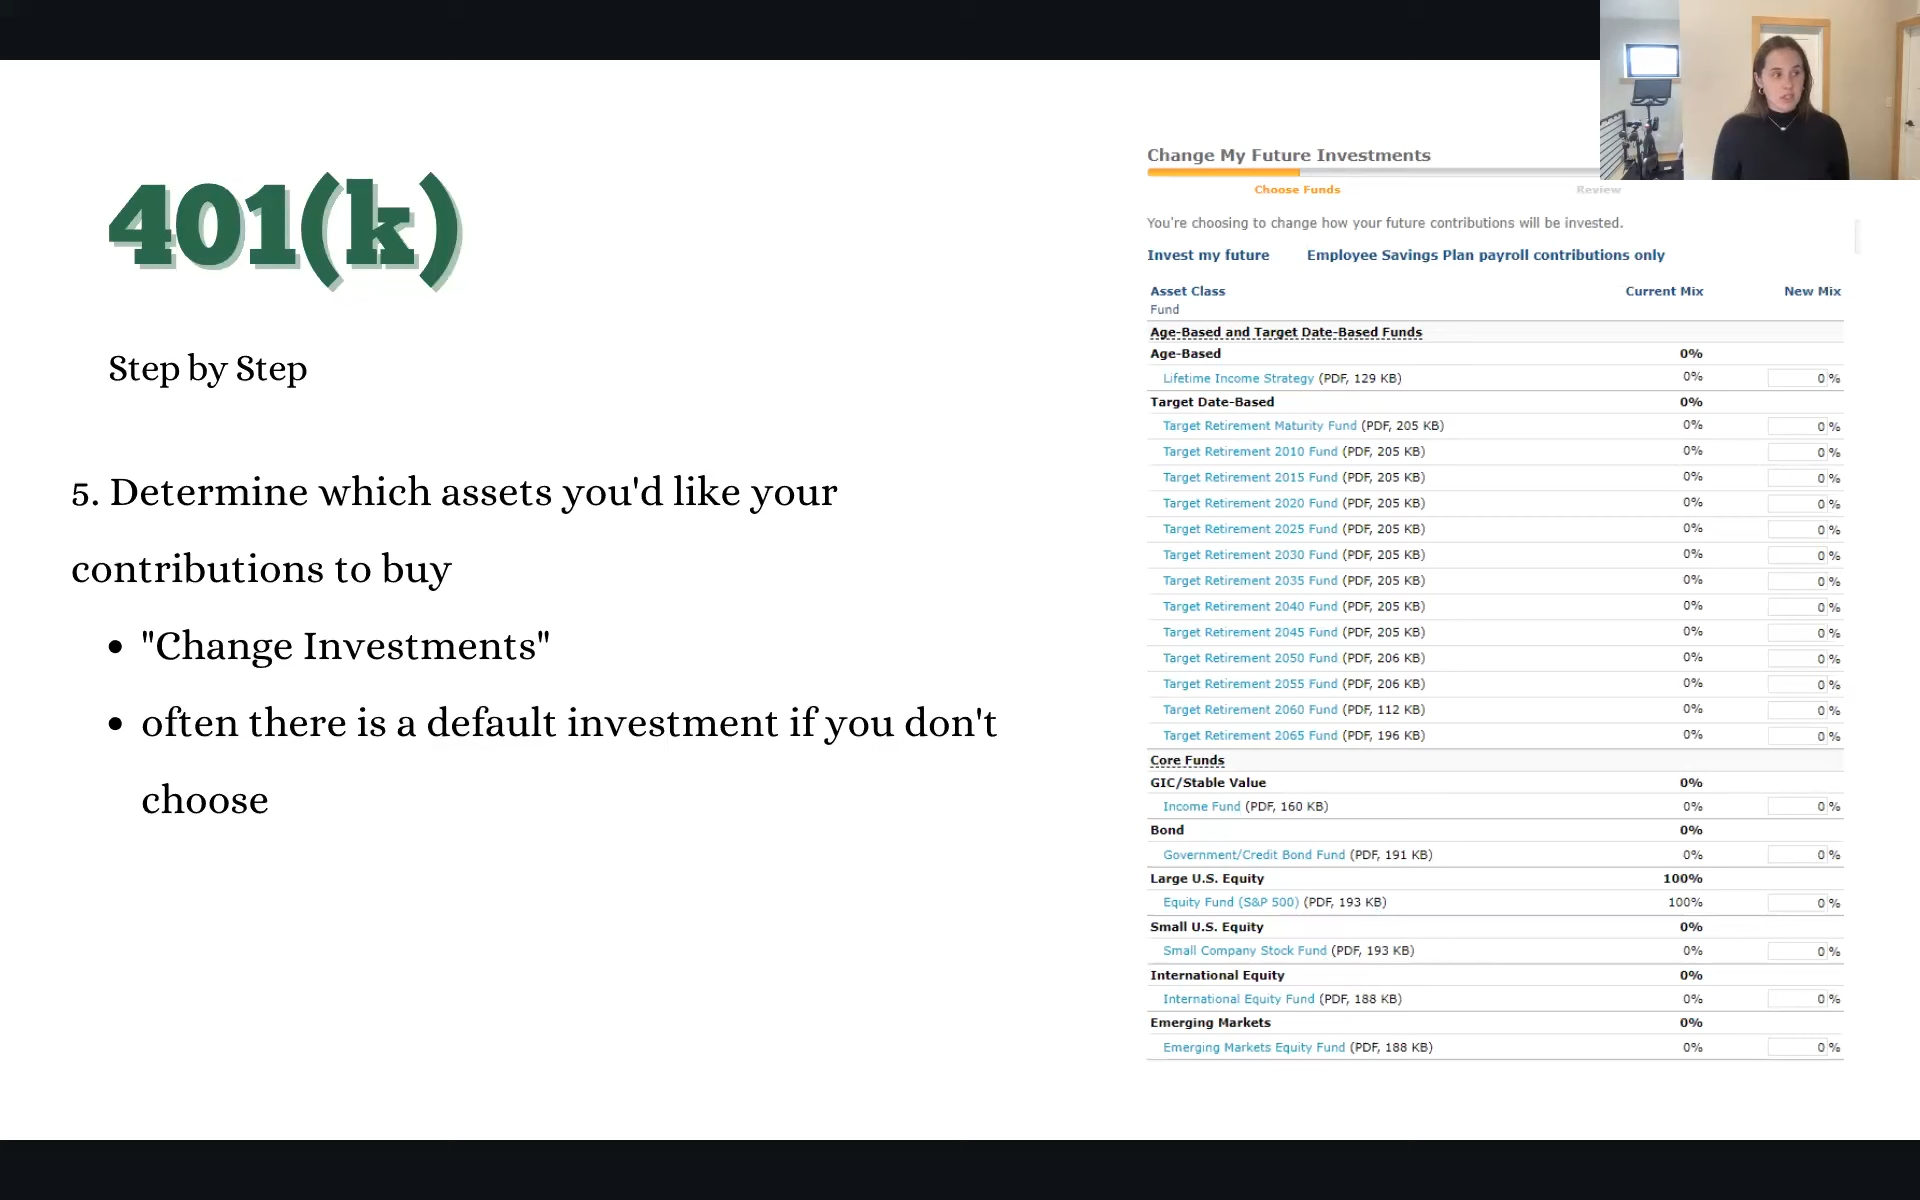 401(k)
Step by Step
5. Determine which assets you'd like your
contributions to buy
• "Change Investments"
• often there is a default investment if you don't
choose
Change My Future Investments
Choose Funds Review
You're choosing to change how your future contributions will be invested.
Invest my future Employee Savings Plan payroll contributions only
Asset Class Current Mix New Mix
Fund
Age-Based and Target Date-Based Funds
Age-Based 0%
Lifetime Income Strategy (PDF, 129 KB) 0% 0 %
Target Date-Based 0%
Target Retirement Maturity Fund (PDF, 205 KB) 0% 0 %
Target Retirement 2010 Fund (PDF, 205 KB) 0% 0 %
Target Retirement 2015 Fund (PDF, 205 KB) 0% 0 %
Target Retirement 2020 Fund (PDF, 205 KB) 0% 0 %
Target Retirement 2025 Fund (PDF, 205 KB) 0% 0 %
Target Retirement 2030 Fund (PDF, 205 KB) 0% 0 %
Target Retirement 2035 Fund (PDF, 205 KB) 0% 0 %
Target Retirement 2040 Fund (PDF, 205 KB) 0% 0 %
Target Retirement 2045 Fund (PDF, 205 KB) 0% 0 %
Target Retirement 2050 Fund (PDF, 206 KB) 0% 0 %
Target Retirement 2055 Fund (PDF, 206 KB) 0% 0 %
Target Retirement 2060 Fund (PDF, 112 KB) 0% 0 %
Target Retirement 2065 Fund (PDF, 196 KB) 0% 0 %
Core Funds
GIC/Stable Value 0%
Income Fund (PDF, 160 KB) 0% 0 %
Bond 0%
Government/Credit Bond Fund (PDF, 191 KB) 0% 0 %
Large U.S. Equity 100%
Equity Fund (S&P 500) (PDF, 193 KB) 100% 0 %
Small U.S. Equity 0%
Small Company Stock Fund (PDF, 193 KB) 0% 0 %
International Equity 0%
International Equity Fund (PDF, 188 KB) 0% 0 %
Emerging Markets 0%
Emerging Markets Equity Fund (PDF, 188 KB) 0% 0 %